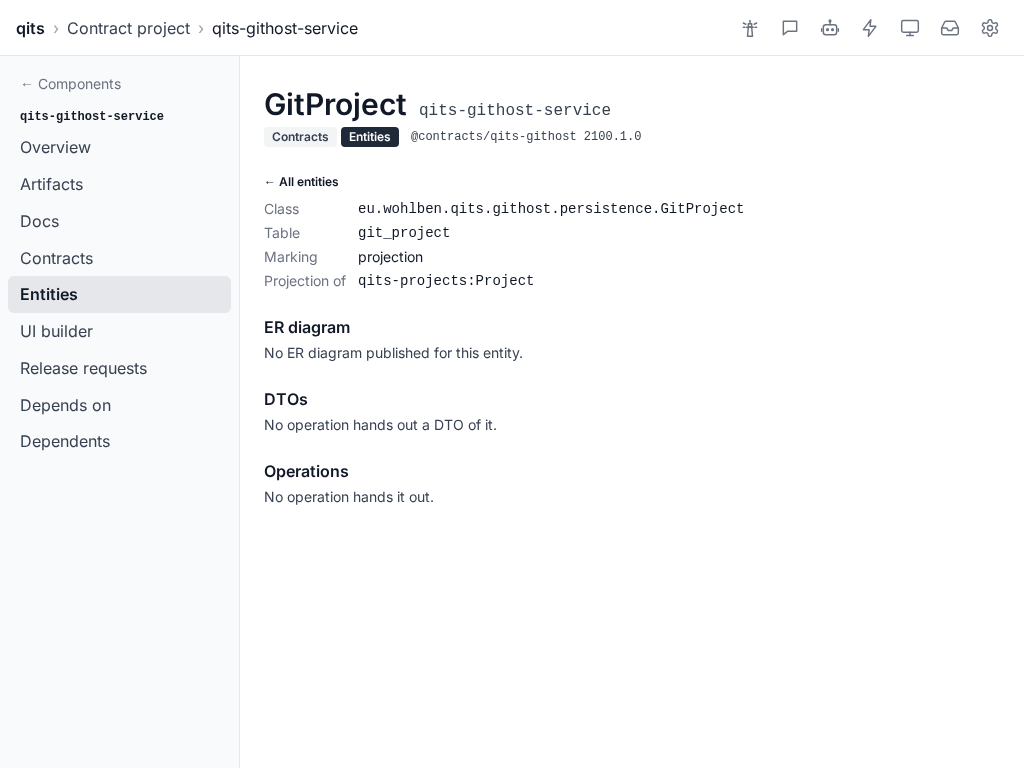 qits › Contract project › qits-githost-service
← Components
qits-githost-service
Overview
Artifacts
Docs
Contracts
Entities
UI builder
Release requests
Depends on
Dependents
GitProject qits-githost-service
Contracts Entities @contracts/qits-githost 2100.1.0
← All entities
Class eu.wohlben.qits.githost.persistence.GitProject
Table git_project
Marking projection
Projection of qits-projects:Project
ER diagram
No ER diagram published for this entity.
DTOs
No operation hands out a DTO of it.
Operations
No operation hands it out.